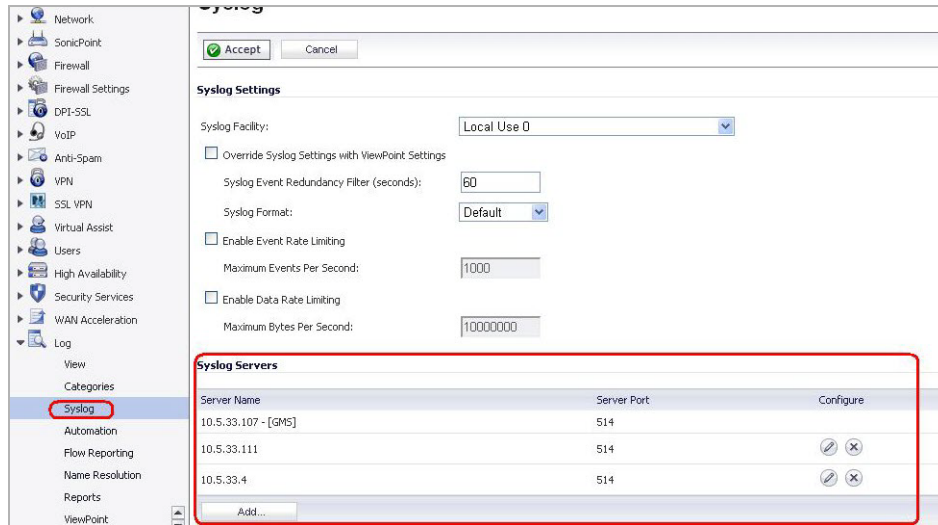 Syslog
Network
SonicPoint
Firewall
Firewall Settings
DPI-SSL
VoIP
Anti-Spam
VPN
SSL VPN
Virtual Assist
Users
High Availability
Security Services
WAN Acceleration
Log
View
Categories
Syslog
Automation
Flow Reporting
Name Resolution
Reports
ViewPoint
Accept Cancel
Syslog Settings
Syslog Facility: Local Use 0
Override Syslog Settings with ViewPoint Settings
Syslog Event Redundancy Filter (seconds): 60
Syslog Format: Default
Enable Event Rate Limiting
Maximum Events Per Second: 1000
Enable Data Rate Limiting
Maximum Bytes Per Second: 10000000
Syslog Servers
Server Name Server Port Configure
10.5.33.107 - [GMS] 514
10.5.33.111 514
10.5.33.4 514
Add...